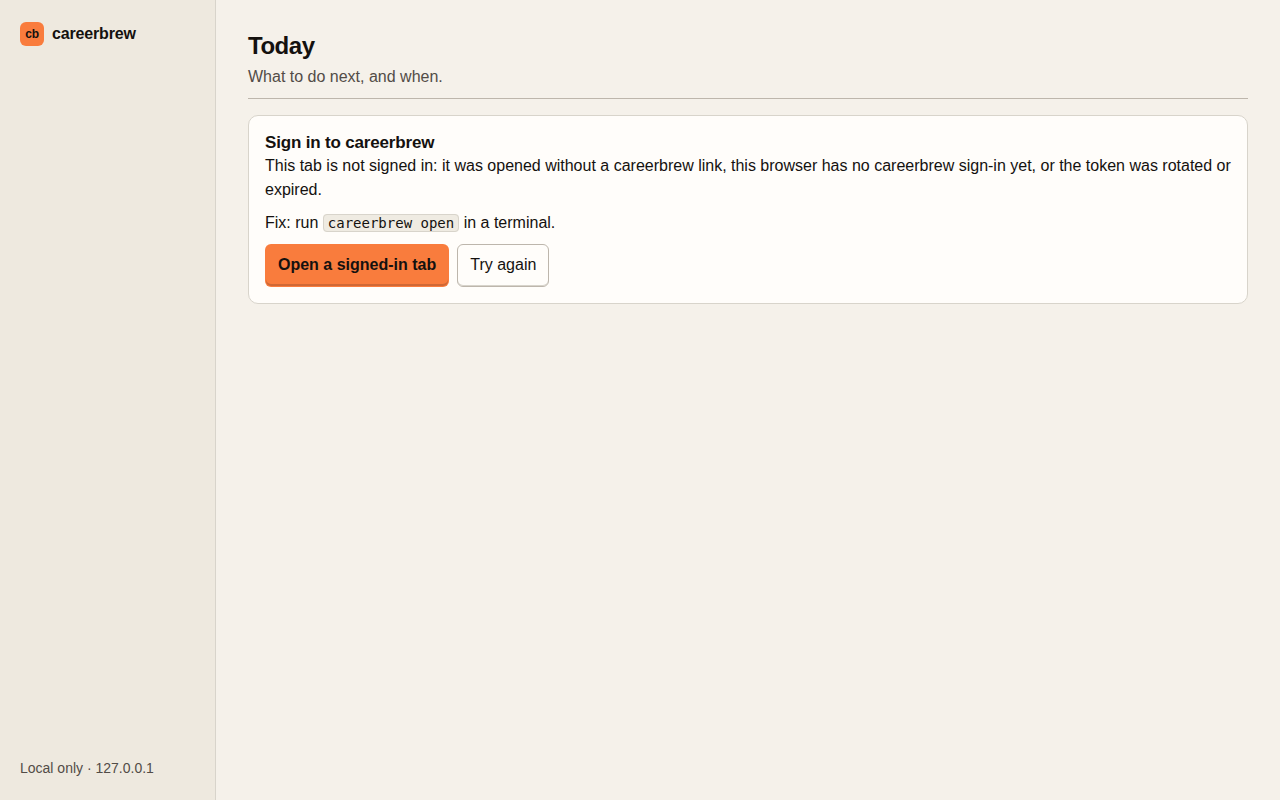 cb careerbrew
Today
What to do next, and when.
Sign in to careerbrew
This tab is not signed in: it was opened without a careerbrew link, this browser has no careerbrew sign-in yet, or the token was rotated or
expired.
Fix: run careerbrew open in a terminal.
Open a signed-in tab
Try again
Local only · 127.0.0.1